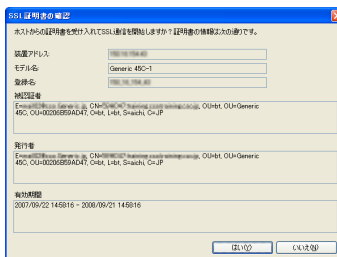 SSL証明書の確認
ホストからの証明書を受け入れてSSL通信を開始しますか？証明書の情報は次の通りです。
装置アドレス
モデル名:
Generic 45C-1
登録名:
被認証者
OU=bt, OU=Generic
45C, OU=00206B59AD47, O=bt, L=bt, S=aichi, C=JP
発行者
OU=bt, OU=Generic
45C, OU=00206B59AD47, O=bt, L=bt, S=aichi, C=JP
有効期間
2007/09/22 14:58:16 - 2008/09/21 14:58:16
はい(Y)
いいえ(N)